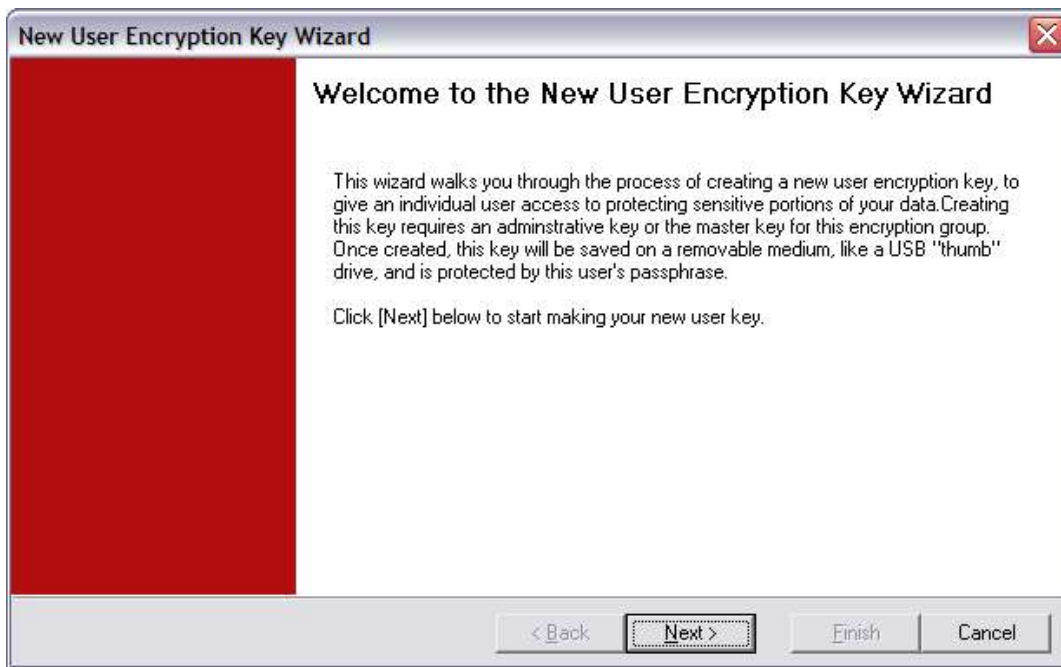 New User Encryption Key Wizard
Welcome to the New User Encryption Key Wizard
This wizard walks you through the process of creating a new user encryption key, to
give an individual user access to protecting sensitive portions of your data.Creating
this key requires an adminstrative key or the master key for this encryption group.
Once created, this key will be saved on a removable medium, like a USB "thumb"
drive, and is protected by this user's passphrase.
Click [Next] below to start making your new user key.
< Back Next > Finish Cancel